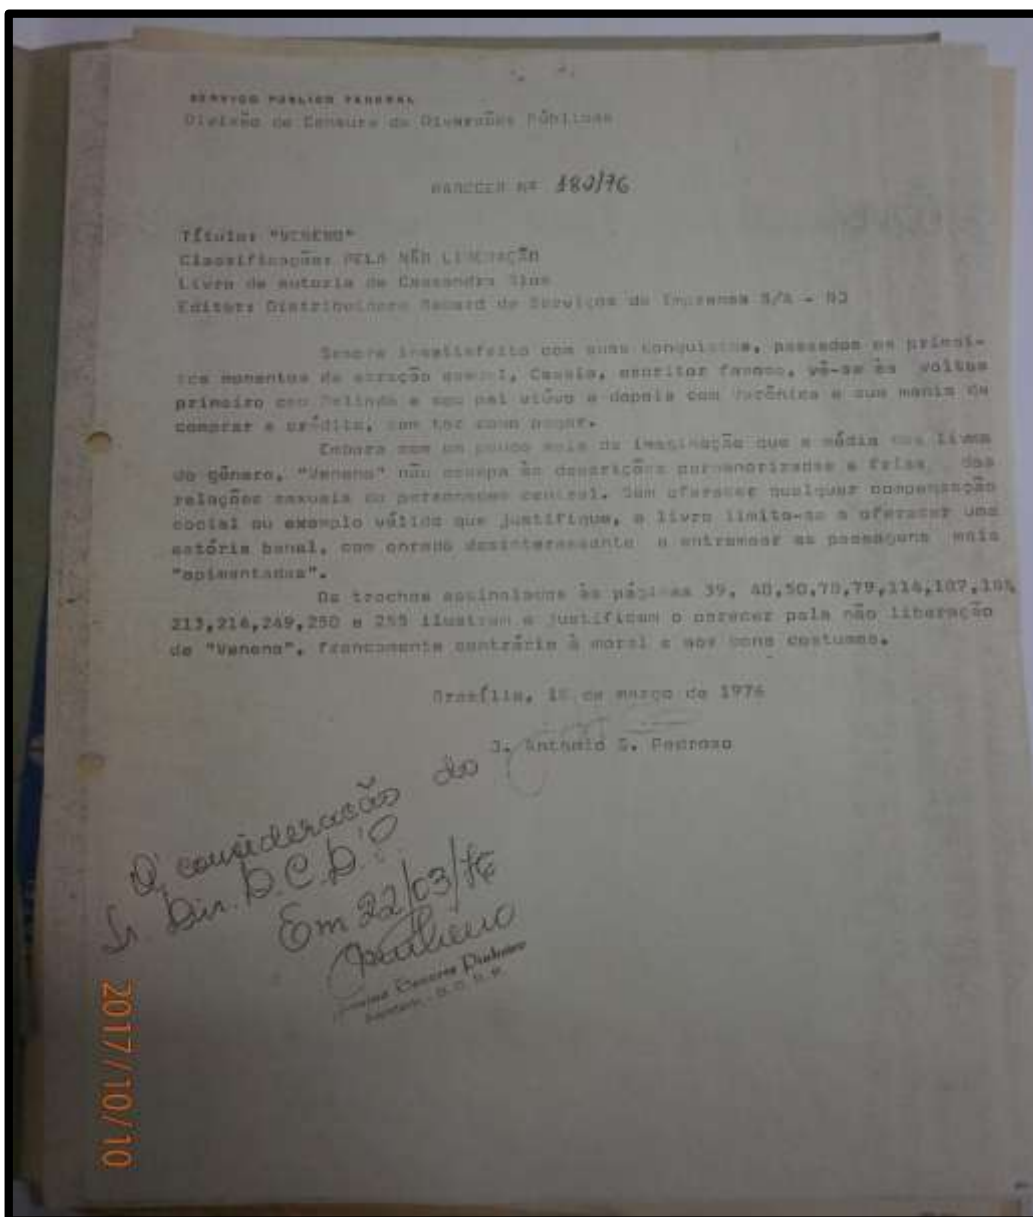 SERVIÇO PÚBLICO FEDERAL
Divisão de Censura de Diversões Públicas
PARECER Nº 180/76
Título: "VENENO"
Classificação: PELA NÃO LIBERAÇÃO
Livro de autoria de Cassandra Rios
Editor: Distribuidora Record de Serviços de Imprensa S/A - RJ
Sempre insatisfeito com suas conquistas, passados os primei-
ros momentos de atração sexual, Cassio, escritor famoso, vê-se às voltas
primeiro com Melinda e seu pai viúvo e depois com Verônica e sua mania de
comprar a crédito, sem ter como pagar.
Embora com um pouco mais de imaginação que a média dos livros
do gênero, "Veneno" não escapa às descrições pormenorizadas e feitas das
relações sexuais do personagem central. Sem oferecer qualquer compensação
social ou exemplo válido que justifique, o livro limita-se a oferecer uma
estória banal, com enredo desinteressante a entremear as passagens mais
"apimentadas".
Os trechos assinalados às páginas 39, 40,50,78,79,114,187,
213,214,249,250 e 255 ilustram e justificam o parecer pela não liberação
de "Veneno", francamente contrária à moral e aos bons costumes.
Brasília, de março de 1976
J. Antonio S. Pedroso
À consideração do
Sr. Dir. D.C.D.P
Em 22/03/76
Pinheiro
Pinheiro
D. C. D. P.
2017/10/10